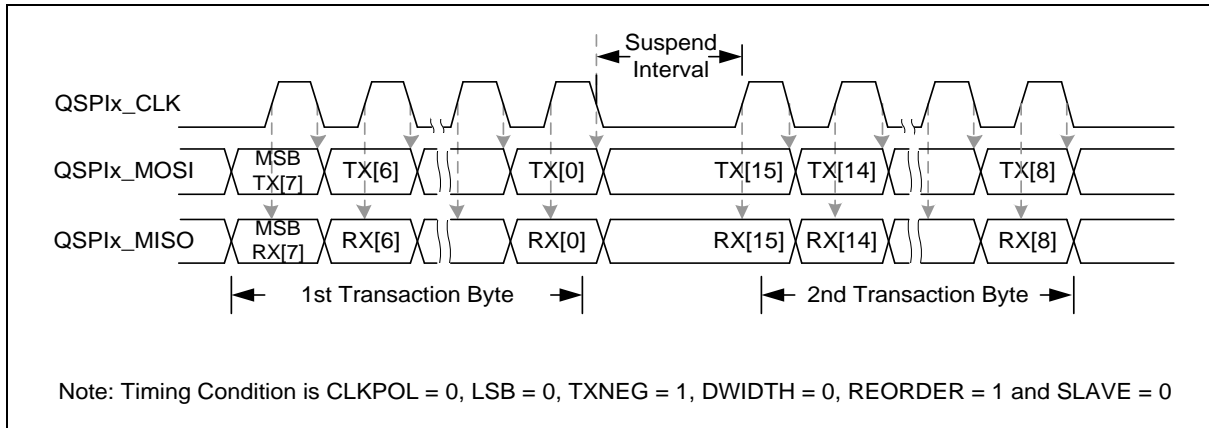 Suspend
Interval
QSPIx_CLK
QSPIx_MOSI
MSB
TX[7]
TX[6]
TX[0]
TX[15]
TX[14]
TX[8]
QSPIx_MISO
MSB
RX[7]
RX[6]
RX[0]
RX[15]
RX[14]
RX[8]
1st Transaction Byte
2nd Transaction Byte
Note: Timing Condition is CLKPOL = 0, LSB = 0, TXNEG = 1, DWIDTH = 0, REORDER = 1 and SLAVE = 0